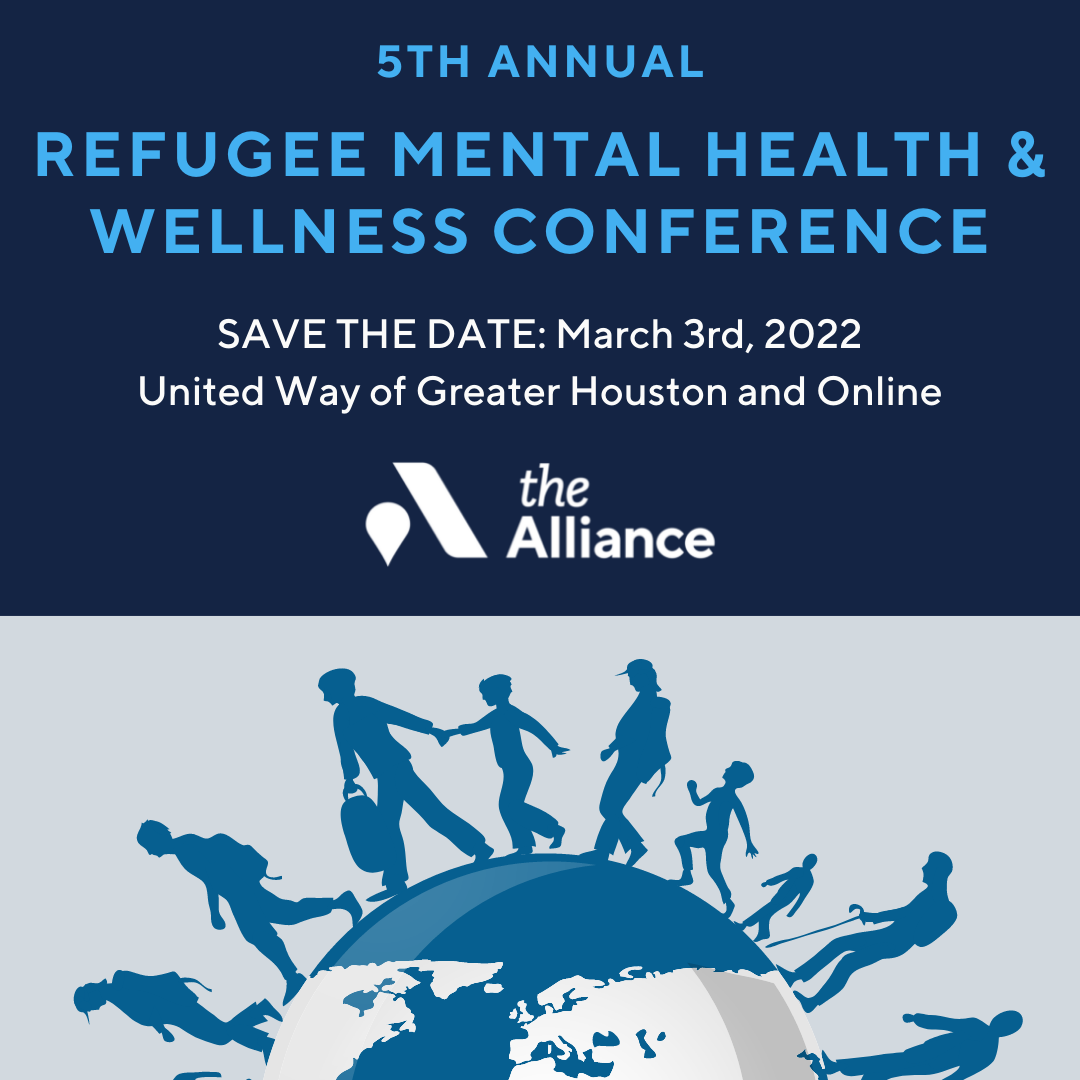 5TH ANNUAL
REFUGEE MENTAL HEALTH &
WELLNESS CONFERENCE
SAVE THE DATE: March 3rd, 2022
United Way of Greater Houston and Online
the
Alliance